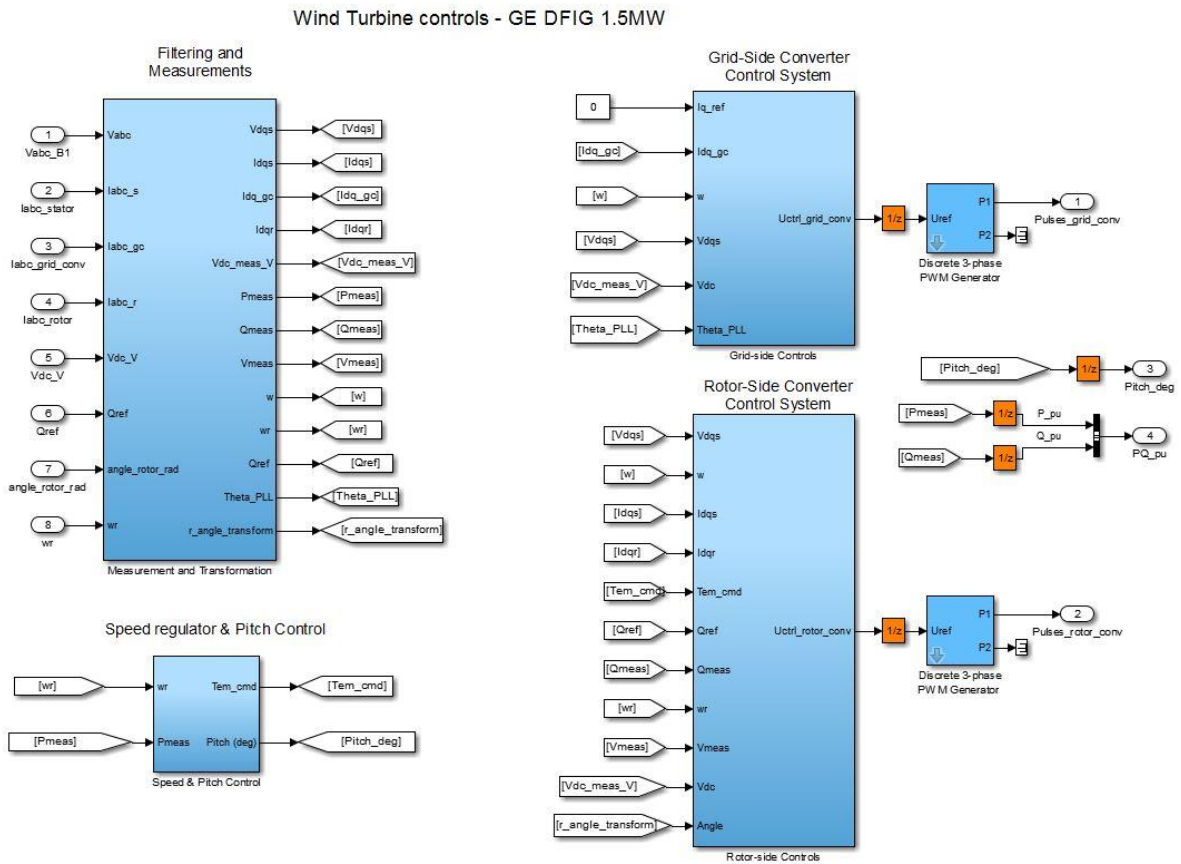 Wind Turbine controls - GE DFIG 1.5MW
Filtering and
Measurements
1
Vabc_B1
2
Iabc_stator
3
Iabc_grid_conv
4
Iabc_rotor
5
Vdc_V
6
Qref
7
angle_rotor_rad
8
wr
Vabc
Iabc_s
Iabc_gc
Iabc_r
Vdc_V
Qref
angle_rotor_rad
wr
Vdqs
Idqs
Idq_gc
Idqr
Vdc_meas_V
Pmeas
Qmeas
Vmeas
w
wr
Qref
Theta_PLL
r_angle_transform
[Vdqs]
[Idqs]
[Idq_gc]
[Idqr]
[Vdc_meas_V]
[Pmeas]
[Qmeas]
[Vmeas]
[w]
[wr]
[Qref]
[Theta_PLL]
[r_angle_transform]
Measurement and Transformation
Speed regulator & Pitch Control
[wr]
[Pmeas]
wr
Pmeas
Tem_cmd
Pitch (deg)
[Tem_cmd]
[Pitch_deg]
Speed & Pitch Control
Grid-Side Converter
Control System
0
[Idq_gc]
[w]
[Vdqs]
[Vdc_meas_V]
[Theta_PLL]
Iq_ref
Idq_gc
w
Vdqs
Vdc
Theta_PLL
Uctrl_grid_conv
Grid-side Controls
1/z
Uref
P1
P2
Discrete 3-phase
PWM Generator
1
Pulses_grid_conv
[Pitch_deg]
1/z
3
Pitch_deg
[Pmeas]
1/z
P_pu
[Qmeas]
1/z
Q_pu
4
PQ_pu
Rotor-Side Converter
Control System
[Vdqs]
[w]
[Idqs]
[Idqr]
[Tem_cmd]
[Qref]
[Qmeas]
[wr]
[Vmeas]
[Vdc_meas_V]
[r_angle_transform]
Vdqs
w
Idqs
Idqr
Tem_cmd
Qref
Qmeas
wr
Vmeas
Vdc
Angle
Uctrl_rotor_conv
Rotor-side Controls
1/z
Uref
P1
P2
Discrete 3-phase
PWM Generator
2
Pulses_rotor_conv